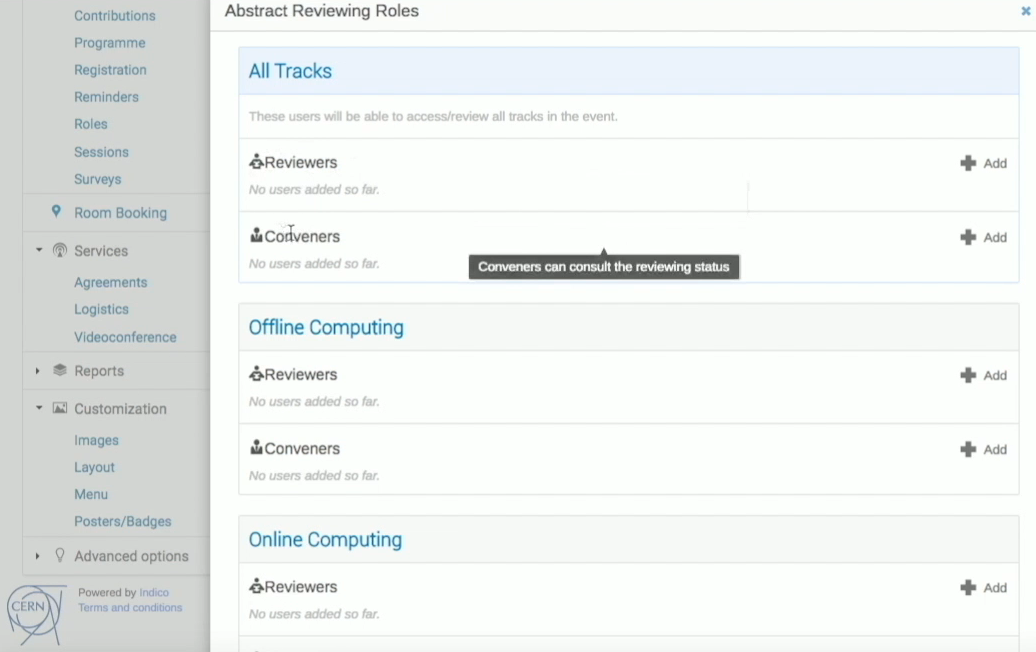 Contributions
Programme
Registration
Reminders
Roles
Sessions
Surveys
Room Booking
Services
Agreements
Logistics
Videoconference
Reports
Customization
Images
Layout
Menu
Posters/Badges
Advanced options
CERN
Powered by Indico
Terms and conditions
Abstract Reviewing Roles
All Tracks
These users will be able to access/review all tracks in the event.
Reviewers
Add
No users added so far.
Conveners
Add
No users added so far.
Conveners can consult the reviewing status
Offline Computing
Reviewers
Add
No users added so far.
Conveners
Add
No users added so far.
Online Computing
Reviewers
Add
No users added so far.